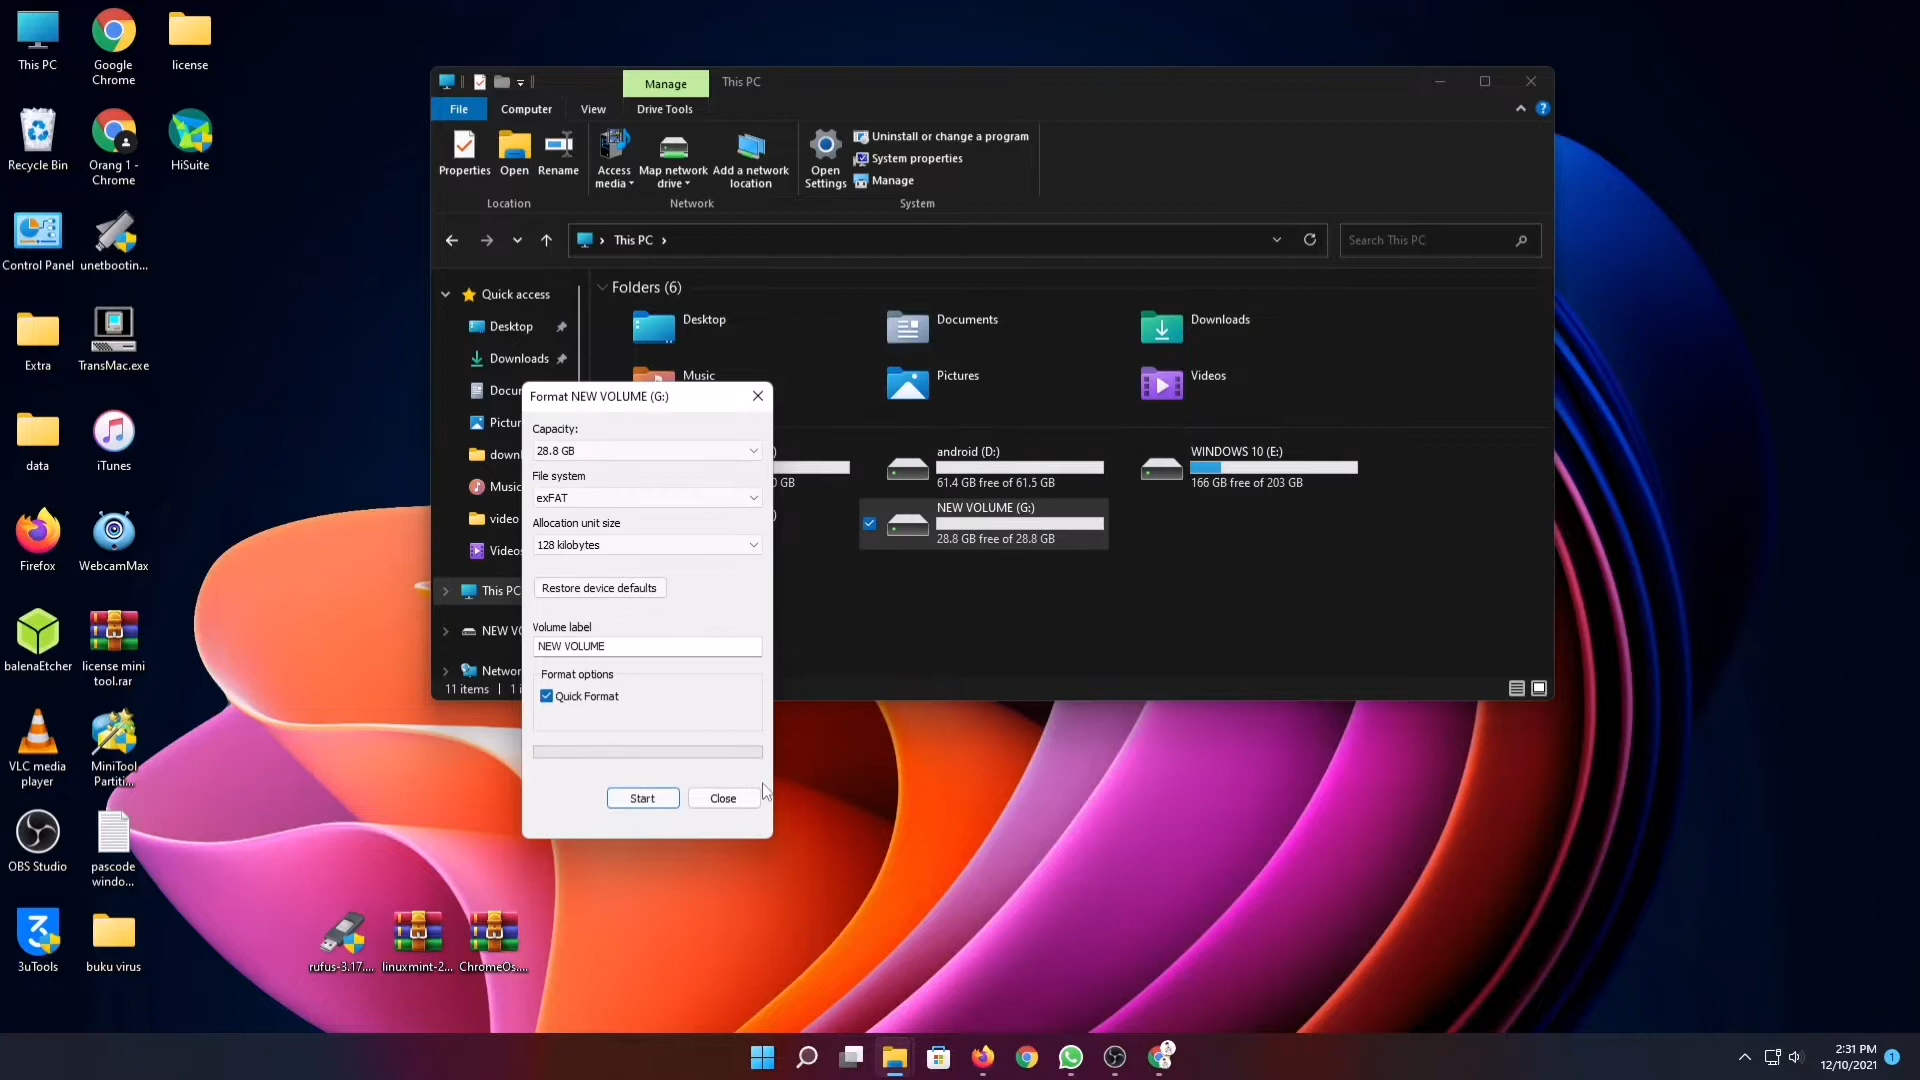 This PC
Google
Chrome
license
Recycle Bin
Orang 1 -
Chrome
HiSuite
Control Panel
unetbootin...
Extra
TransMac.exe
data
iTunes
Firefox
WebcamMax
balenaEtcher
license mini
tool.rar
VLC media
player
MiniTool
Partiti...
OBS Studio
pascode
windo...
3uTools
buku virus
rufus-3.17....
linuxmint-2...
ChromeOs....
Manage
This PC
File
Computer
View
Drive Tools
Properties
Open
Rename
Access
media
Map network
drive
Add a network
location
Open
Settings
Uninstall or change a program
System properties
Manage
Location
Network
System
This PC
Search This PC
Quick access
Desktop
Downloads
Docu
Pictur
down
Music
video
Videos
This PC
NEW VO
Networ
11 items
1 i
Folders (6)
Desktop
Documents
Downloads
Music
Pictures
Videos
)
0 GB
android (D:)
61.4 GB free of 61.5 GB
WINDOWS 10 (E:)
166 GB free of 203 GB
)
NEW VOLUME (G:)
28.8 GB free of 28.8 GB
Format NEW VOLUME (G:)
Capacity:
28.8 GB
File system
exFAT
Allocation unit size
128 kilobytes
Restore device defaults
Volume label
NEW VOLUME
Format options
Quick Format
Start
Close
2:31 PM
12/10/2021
1